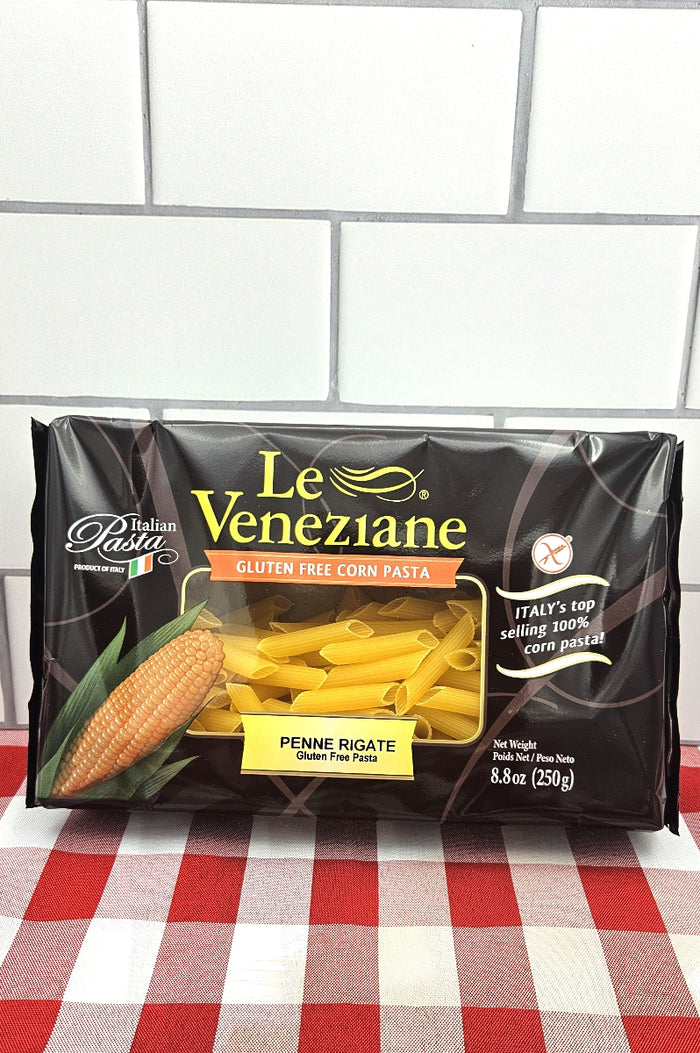 Le
Veneziane
®
Italian
Pasta
PRODUCT OF ITALY
GLUTEN FREE CORN PASTA
ITALY's top
selling 100%
corn pasta!
PENNE RIGATE
Gluten Free Pasta
Net Weight
Poids Net / Peso Neto
8.8oz (250g)